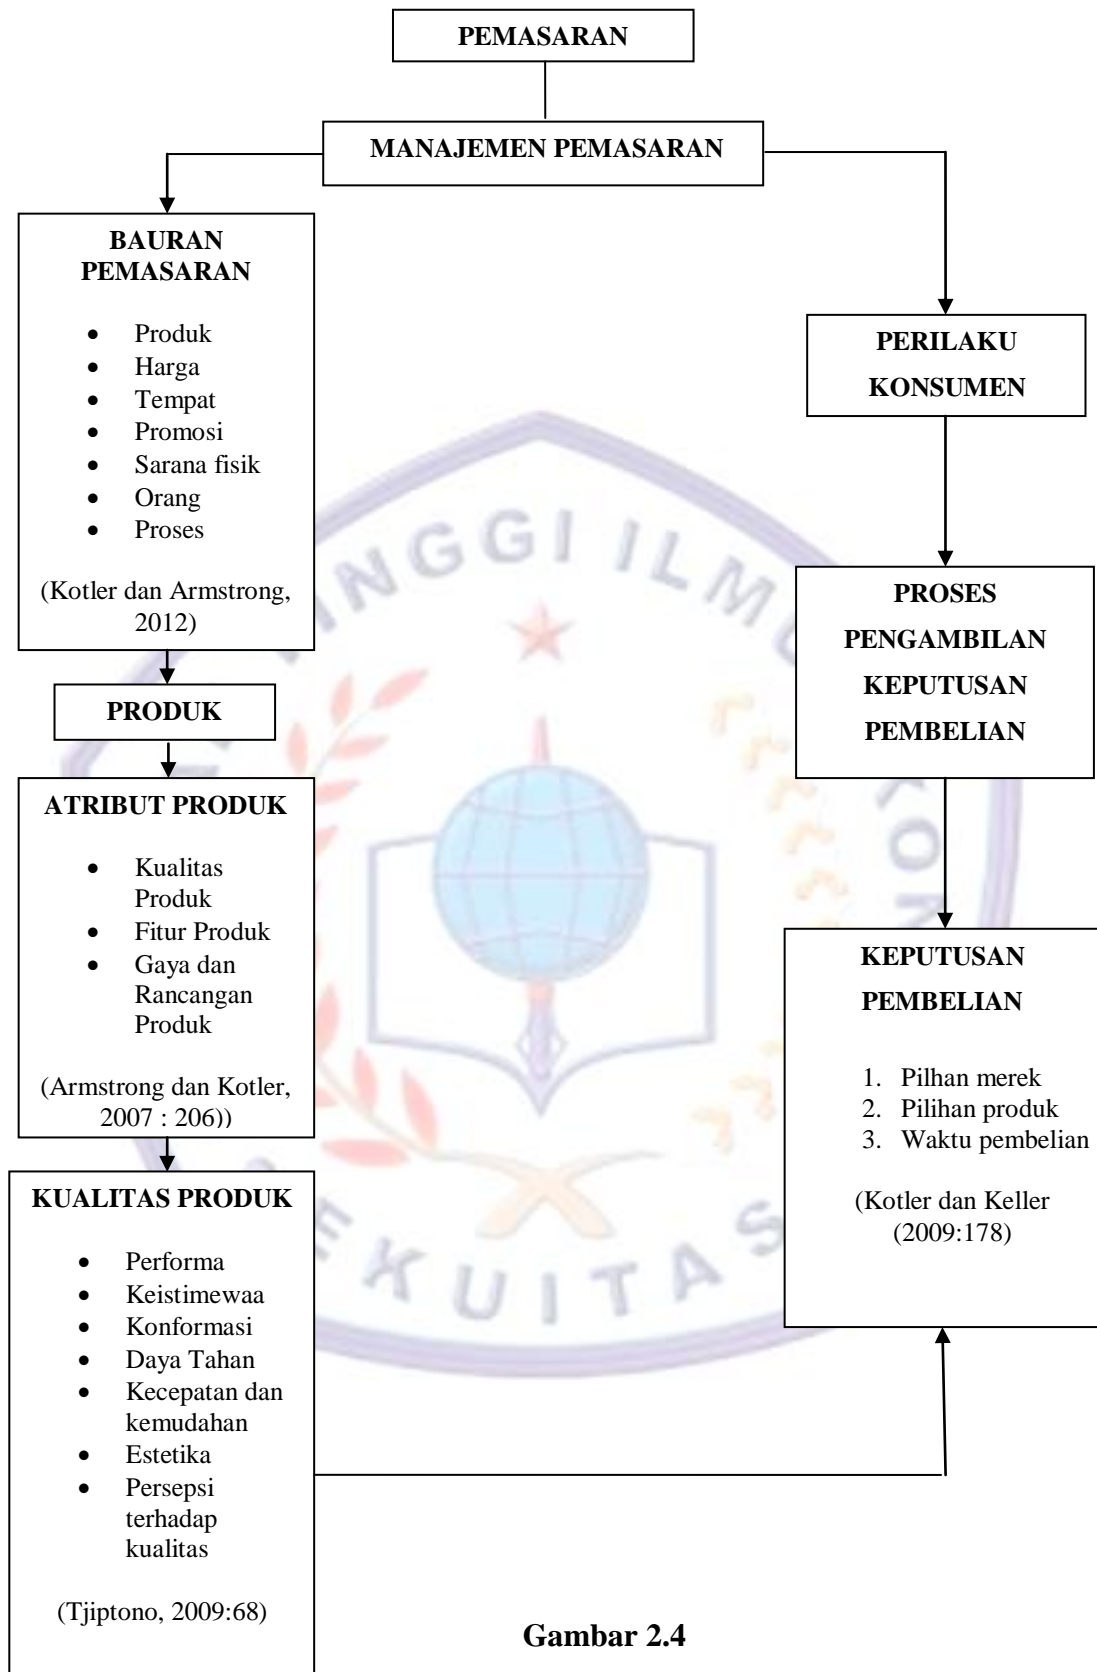 PEMASARAN
MANAJEMEN PEMASARAN
BAURAN
PEMASARAN
• Produk
• Harga
• Tempat
• Promosi
• Sarana fisik
• Orang
• Proses
(Kotler dan Armstrong,
2012)
PRODUK
ATRIBUT PRODUK
• Kualitas
Produk
• Fitur Produk
• Gaya dan
Rancangan
Produk
(Armstrong dan Kotler,
2007 : 206))
KUALITAS PRODUK
• Performa
• Keistimewaa
• Konformasi
• Daya Tahan
• Kecepatan dan
kemudahan
• Estetika
• Persepsi
terhadap
kualitas
(Tjiptono, 2009:68)
PERILAKU
KONSUMEN
PROSES
PENGAMBILAN
KEPUTUSAN
PEMBELIAN
KEPUTUSAN
PEMBELIAN
1. Pilhan merek
2. Pilihan produk
3. Waktu pembelian
(Kotler dan Keller
(2009:178)
EKUITAS
Gambar 2.4